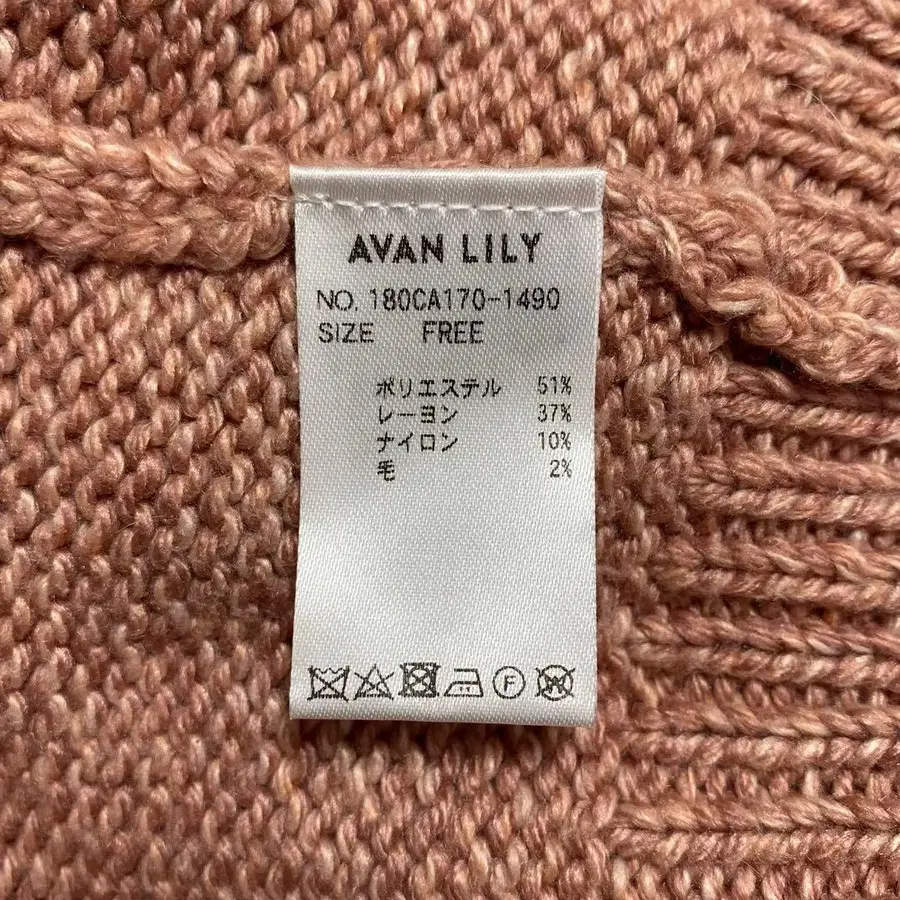 AVAN LILY
NO. 180CA170-1490
SIZE FREE
ポリエステル 51%
レーヨン 37%
ナイロン 10%
毛 2%
F
W